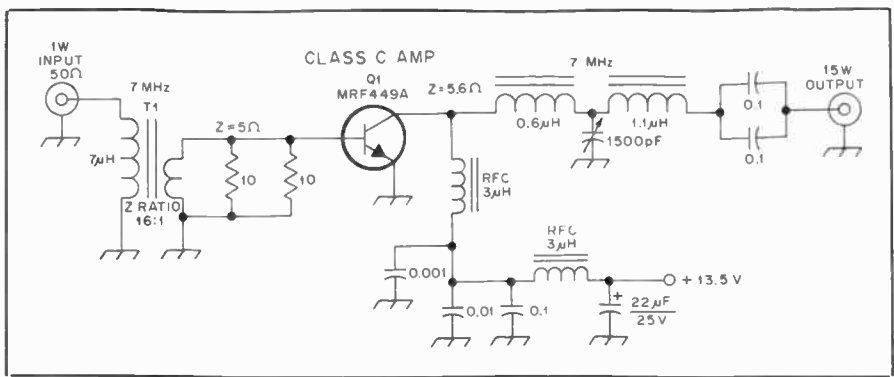 1W
INPUT
50Ω
7 MHz
T1
7µH
Z RATIO
16:1
Z=5Ω
10
10
CLASS C AMP
Q1
MRF449A
Z=5.6Ω
7 MHz
0.6µH
1500pF
1.1µH
0.1
0.1
15W
OUTPUT
RFC
3µH
0.001
0.01
0.1
RFC
3µH
+ 13.5 V
+
22µF
25V